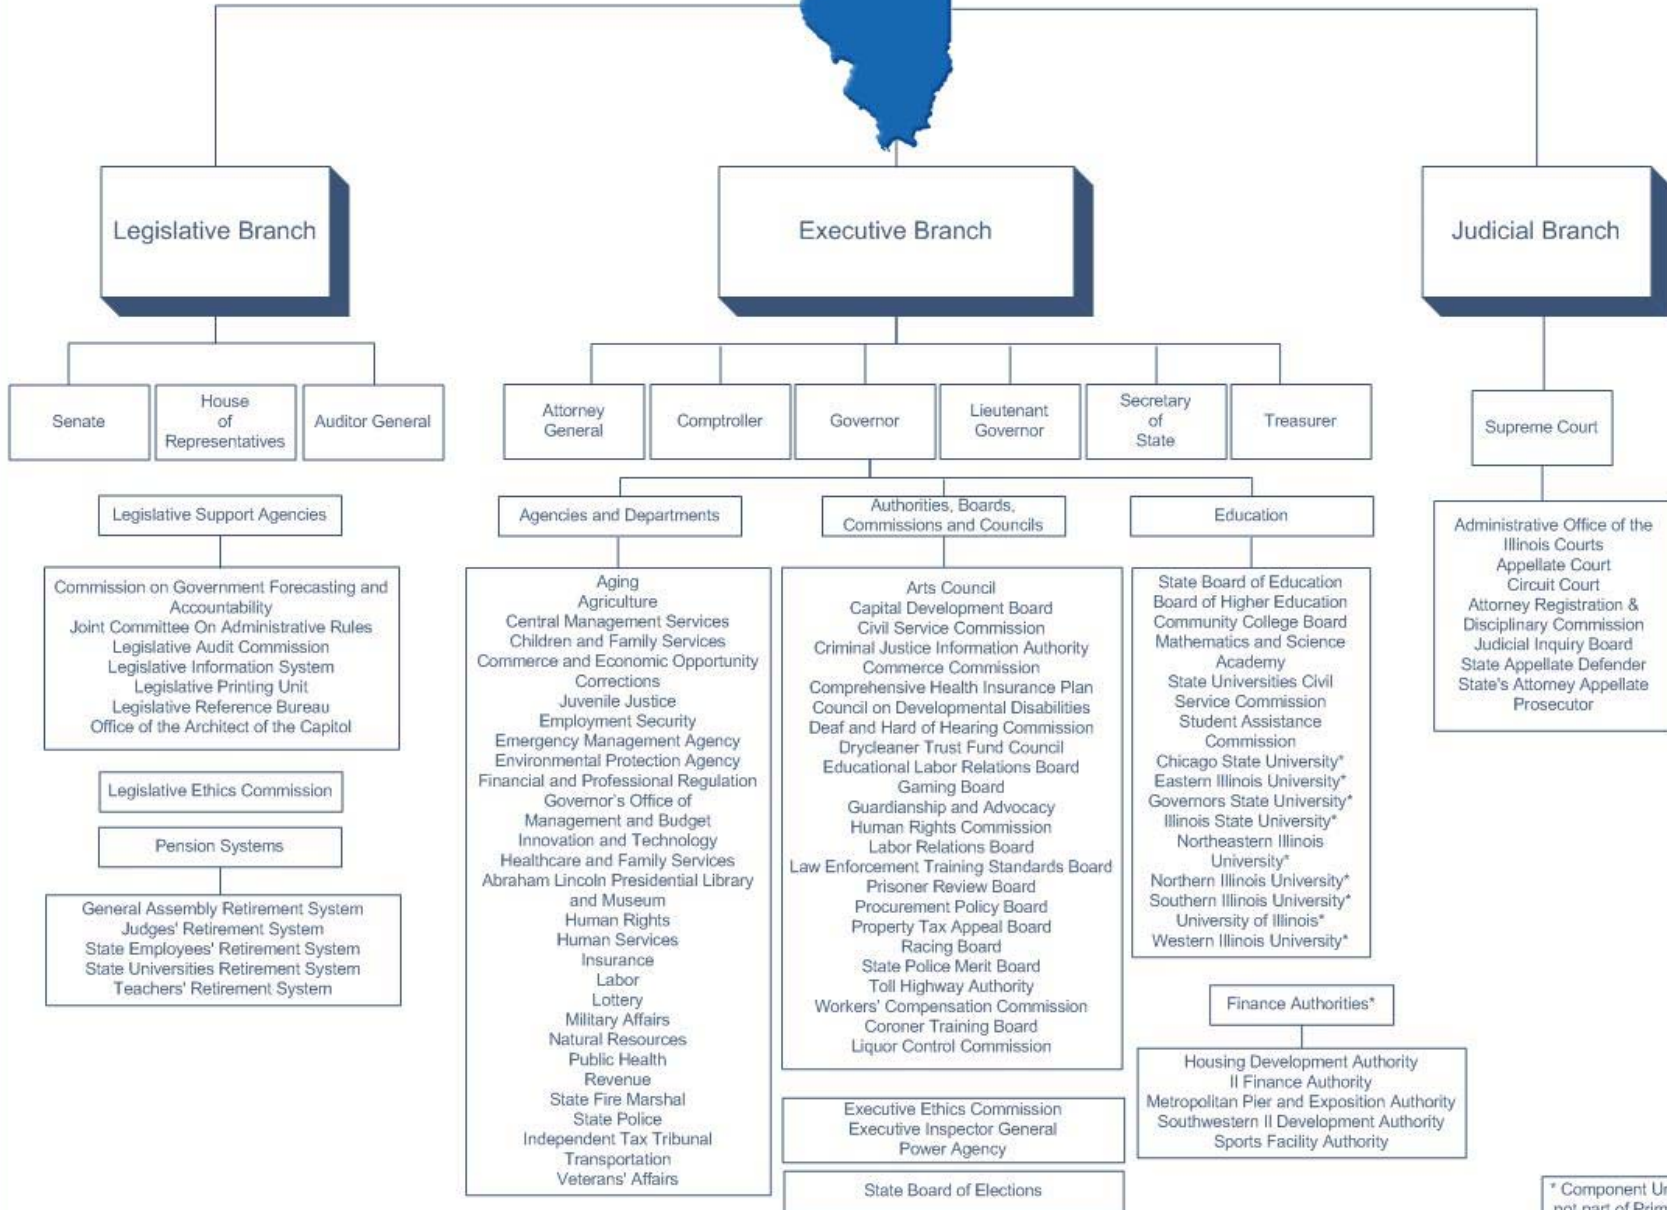 Legislative Branch
Executive Branch
Judicial Branch
Senate
House
of
Representatives
Auditor General
Attorney
General
Comptroller
Governor
Lieutenant
Governor
Secretary
of
State
Treasurer
Supreme Court
Legislative Support Agencies
Commission on Government Forecasting and
Accountability
Joint Committee On Administrative Rules
Legislative Audit Commission
Legislative Information System
Legislative Printing Unit
Legislative Reference Bureau
Office of the Architect of the Capitol
Legislative Ethics Commission
Pension Systems
General Assembly Retirement System
Judges' Retirement System
State Employees' Retirement System
State Universities Retirement System
Teachers' Retirement System
Agencies and Departments
Aging
Agriculture
Central Management Services
Children and Family Services
Commerce and Economic Opportunity
Corrections
Juvenile Justice
Employment Security
Emergency Management Agency
Environmental Protection Agency
Financial and Professional Regulation
Governor's Office of
Management and Budget
Innovation and Technology
Healthcare and Family Services
Abraham Lincoln Presidential Library
and Museum
Human Rights
Human Services
Insurance
Labor
Lottery
Military Affairs
Natural Resources
Public Health
Revenue
State Fire Marshal
State Police
Independent Tax Tribunal
Transportation
Veterans' Affairs
Authorities, Boards,
Commissions and Councils
Arts Council
Capital Development Board
Civil Service Commission
Criminal Justice Information Authority
Commerce Commission
Comprehensive Health Insurance Plan
Council on Developmental Disabilities
Deaf and Hard of Hearing Commission
Drycleaner Trust Fund Council
Educational Labor Relations Board
Gaming Board
Guardianship and Advocacy
Human Rights Commission
Labor Relations Board
Law Enforcement Training Standards Board
Prisoner Review Board
Procurement Policy Board
Property Tax Appeal Board
Racing Board
State Police Merit Board
Toll Highway Authority
Workers' Compensation Commission
Coroner Training Board
Liquor Control Commission
Executive Ethics Commission
Executive Inspector General
Power Agency
State Board of Elections
Education
State Board of Education
Board of Higher Education
Community College Board
Mathematics and Science
Academy
State Universities Civil
Service Commission
Student Assistance
Commission
Chicago State University*
Eastern Illinois University*
Governors State University*
Illinois State University*
Northeastern Illinois
University*
Northern Illinois University*
Southern Illinois University*
University of Illinois*
Western Illinois University*
Finance Authorities*
Housing Development Authority
Il Finance Authority
Metropolitan Pier and Exposition Authority
Southwestern Il Development Authority
Sports Facility Authority
Administrative Office of the
Illinois Courts
Appellate Court
Circuit Court
Attorney Registration &
Disciplinary Commission
Judicial Inquiry Board
State Appellate Defender
State's Attorney Appellate
Prosecutor
* Component
not part of